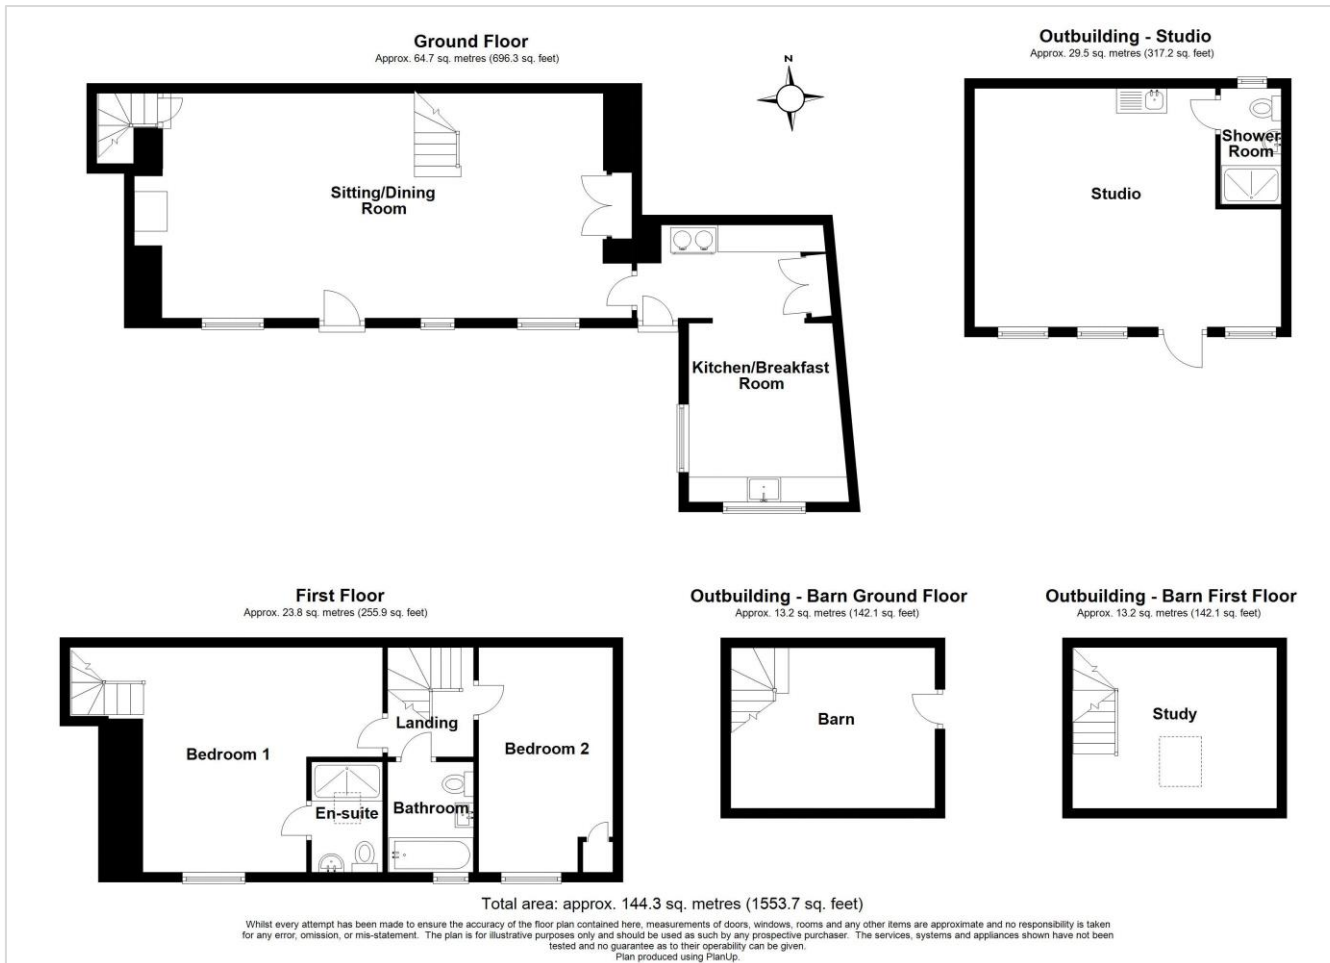 Ground Floor
Approx. 64.7 sq. metres (696.3 sq. feet)
N
Sitting/Dining
Room
Kitchen/Breakfast
Room
Outbuilding - Studio
Approx. 29.5 sq. metres (317.2 sq. feet)
Shower
Room
Studio
First Floor
Approx. 23.8 sq. metres (255.9 sq. feet)
Landing
Bedroom 1
Bedroom 2
En-suite
Bathroom
Outbuilding - Barn Ground Floor
Approx. 13.2 sq. metres (142.1 sq. feet)
Barn
Outbuilding - Barn First Floor
Approx. 13.2 sq. metres (142.1 sq. feet)
Study
Total area: approx. 144.3 sq. metres (1553.7 sq. feet)
Whilst every attempt has been made to ensure the accuracy of the floor plan contained here, measurements of doors, windows, rooms and any other items are approximate and no responsibility is taken
for any error, omission, or mis-statement. The plan is for illustrative purposes only and should be used as such by any prospective purchaser. The services, systems and appliances shown have not been
tested and no guarantee as to their operability can be given.
Plan produced using PlanUp.